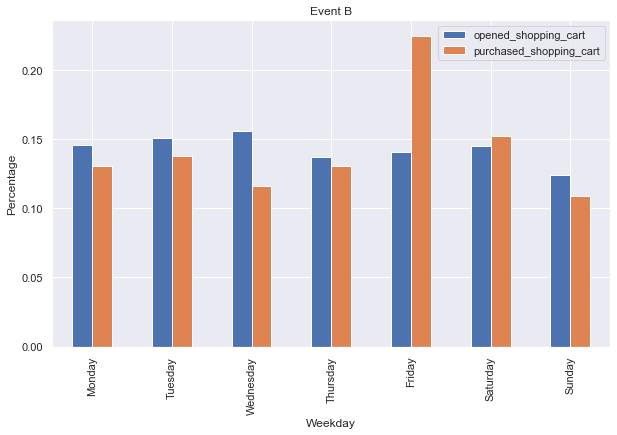 Event B
opened_shopping_cart
purchased_shopping_cart
Percentage
0.20
0.15
0.10
0.05
0.00
Monday
Tuesday
Wednesday
Thursday
Friday
Saturday
Sunday
Weekday